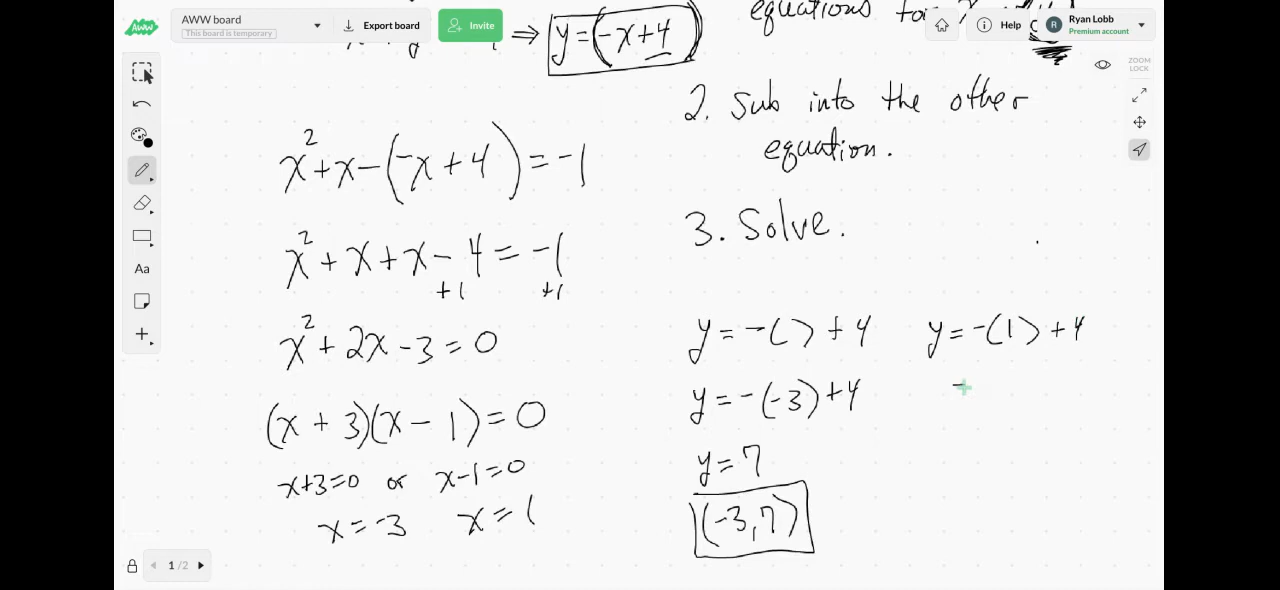 AWW board
This board is temporary
Export board
Invite
AWW
⇒ y = (-x+4)
equations for
Help
R
Ryan Lobb
Premium account
ZOOM LOCK
2. Sub into the other
equation.
x² + x - (-x + 4) = -1
3. Solve.
x² + x + x - 4 = -1
+1 +1
x² + 2x - 3 = 0
(x + 3)(x - 1) = 0
x+3=0 or x-1=0
x = -3 x = 1
y = -( ) + 4
y = -(-3) + 4
y = 7
(-3, 7)
y = -(1) + 4
Aa
1 / 2